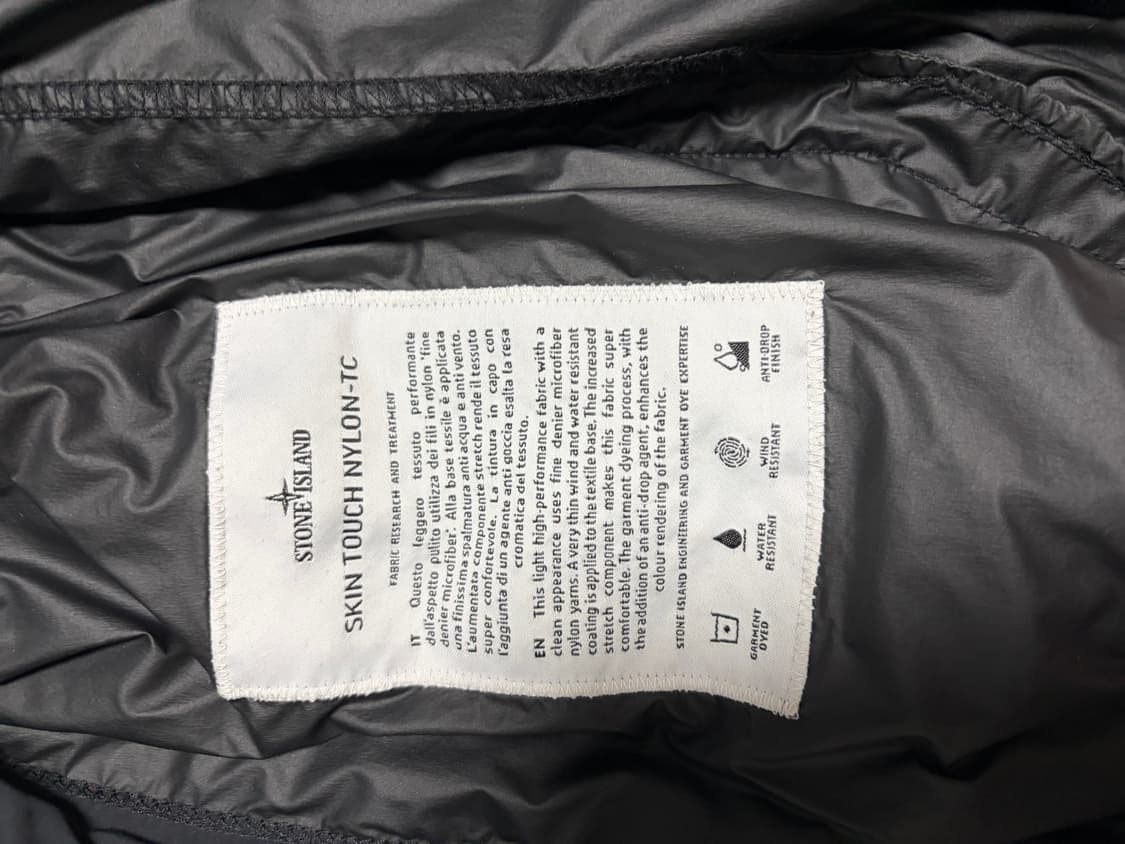 STONE ISLAND
SKIN TOUCH NYLON-TC
FABRIC RESEARCH AND TREATMENT
IT Questo leggero tessuto performante
dall'aspetto pulito utilizza dei fili in nylon 'fine
denier microfiber'. Alla base tessile è applicata
una finissima spalmatura anti acqua e anti vento.
L'aumentata componente stretch rende il tessuto
super confortevole. La tintura in capo con
l'aggiunta di un agente anti goccia esalta la resa
cromatica del tessuto.
EN This light high-performance fabric with a
clean appearance uses fine denier microfiber
nylon yarns. A very thin wind and water resistant
coating is applied to the textile base. The increased
stretch component makes this fabric super
comfortable. The garment dyeing process, with
the addition of an anti-drop agent, enhances the
colour rendering of the fabric.
STONE ISLAND ENGINEERING AND GARMENT DYE EXPERTISE
GARMENT
DYED
WATER
RESISTANT
WIND
RESISTANT
ANTI-DROP
FINISH